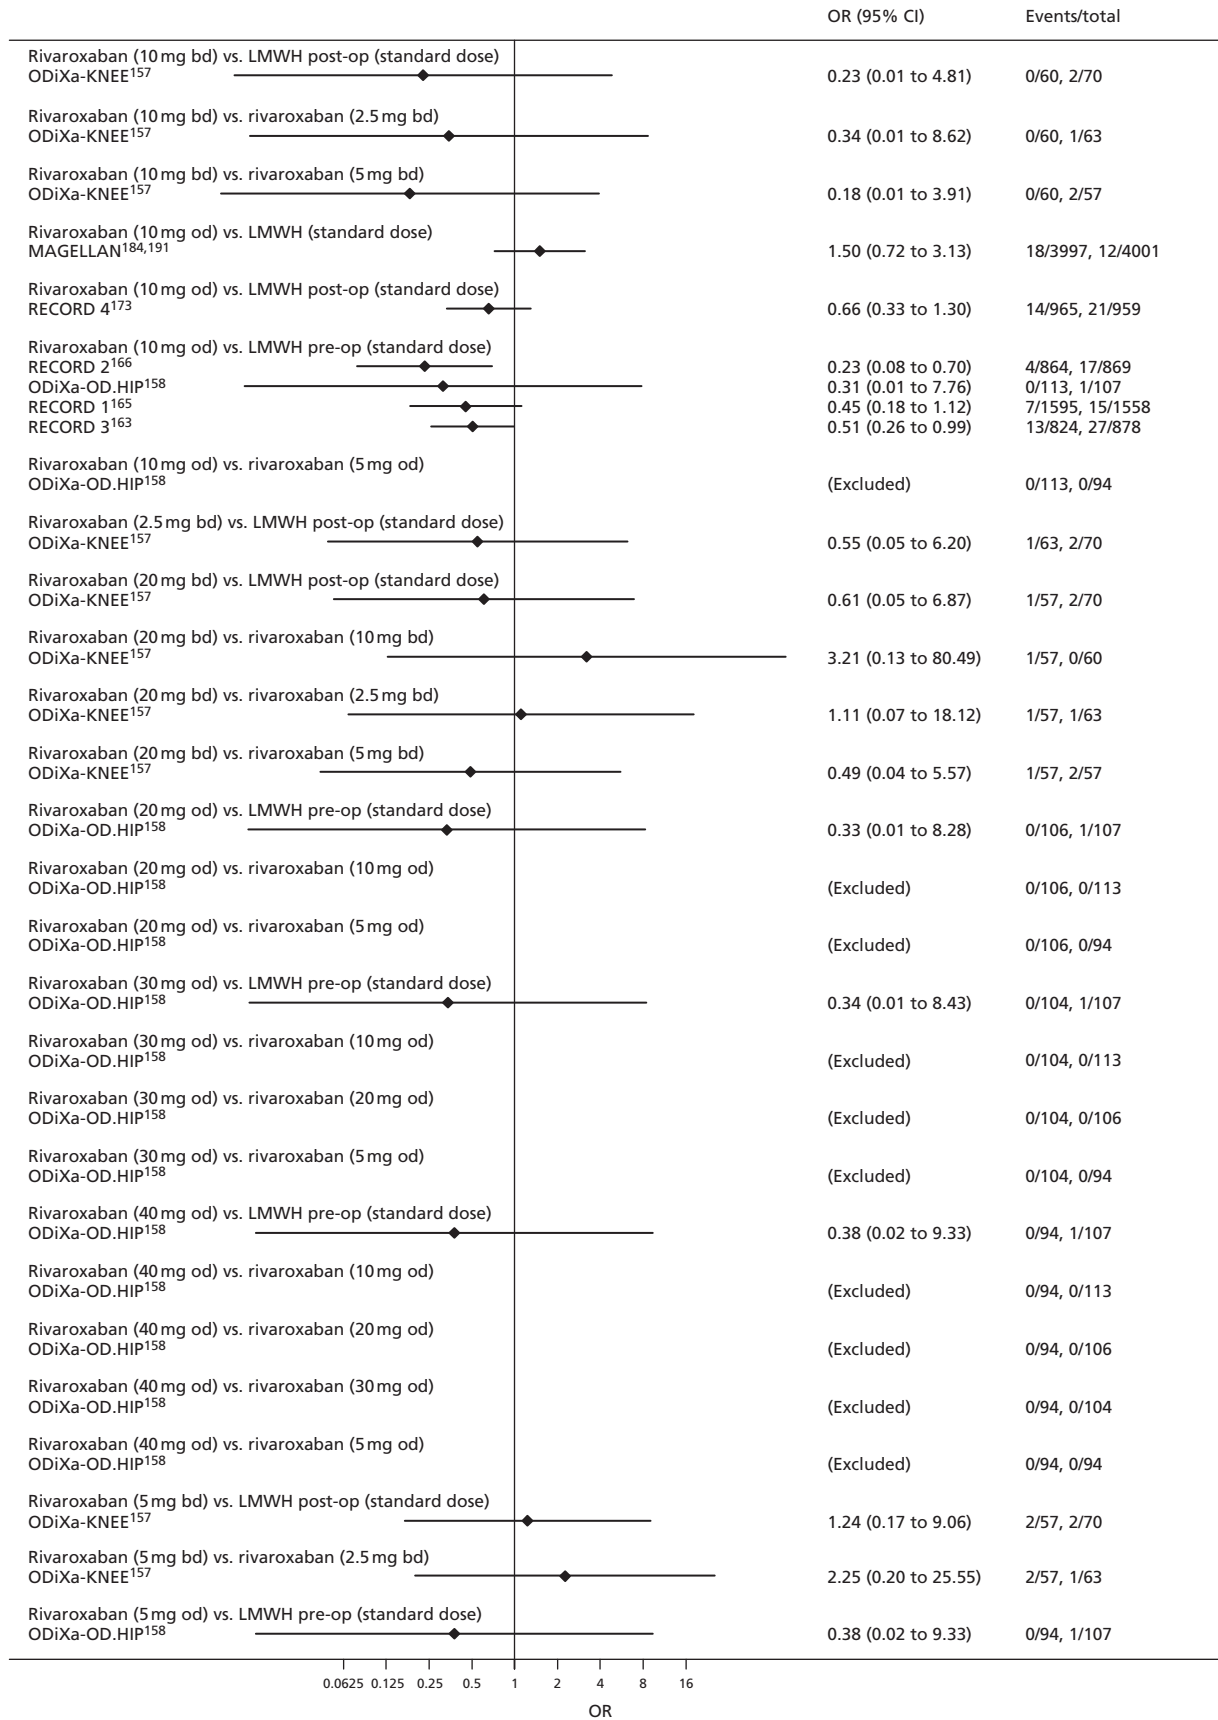 OR (95% CI) Events/total
Rivaroxaban (10 mg bd) vs. LMWH post-op (standard dose)
ODiXa-KNEE157 0.23 (0.01 to 4.81) 0/60, 2/70
Rivaroxaban (10 mg bd) vs. rivaroxaban (2.5 mg bd)
ODiXa-KNEE157 0.34 (0.01 to 8.62) 0/60, 1/63
Rivaroxaban (10 mg bd) vs. rivaroxaban (5 mg bd)
ODiXa-KNEE157 0.18 (0.01 to 3.91) 0/60, 2/57
Rivaroxaban (10 mg od) vs. LMWH (standard dose)
MAGELLAN184,191 1.50 (0.72 to 3.13) 18/3997, 12/4001
Rivaroxaban (10 mg od) vs. LMWH post-op (standard dose)
RECORD 4173 0.66 (0.33 to 1.30) 14/965, 21/959
Rivaroxaban (10 mg od) vs. LMWH pre-op (standard dose)
RECORD 2166 0.23 (0.08 to 0.70) 4/864, 17/869
ODiXa-OD.HIP158 0.31 (0.01 to 7.76) 0/113, 1/107
RECORD 1165 0.45 (0.18 to 1.12) 7/1595, 15/1558
RECORD 3163 0.51 (0.26 to 0.99) 13/824, 27/878
Rivaroxaban (10 mg od) vs. rivaroxaban (5 mg od)
ODiXa-OD.HIP158 (Excluded) 0/113, 0/94
Rivaroxaban (2.5 mg bd) vs. LMWH post-op (standard dose)
ODiXa-KNEE157 0.55 (0.05 to 6.20) 1/63, 2/70
Rivaroxaban (20 mg bd) vs. LMWH post-op (standard dose)
ODiXa-KNEE157 0.61 (0.05 to 6.87) 1/57, 2/70
Rivaroxaban (20 mg bd) vs. rivaroxaban (10 mg bd)
ODiXa-KNEE157 3.21 (0.13 to 80.49) 1/57, 0/60
Rivaroxaban (20 mg bd) vs. rivaroxaban (2.5 mg bd)
ODiXa-KNEE157 1.11 (0.07 to 18.12) 1/57, 1/63
Rivaroxaban (20 mg bd) vs. rivaroxaban (5 mg bd)
ODiXa-KNEE157 0.49 (0.04 to 5.57) 1/57, 2/57
Rivaroxaban (20 mg od) vs. LMWH pre-op (standard dose)
ODiXa-OD.HIP158 0.33 (0.01 to 8.28) 0/106, 1/107
Rivaroxaban (20 mg od) vs. rivaroxaban (10 mg od)
ODiXa-OD.HIP158 (Excluded) 0/106, 0/113
Rivaroxaban (20 mg od) vs. rivaroxaban (5 mg od)
ODiXa-OD.HIP158 (Excluded) 0/106, 0/94
Rivaroxaban (30 mg od) vs. LMWH pre-op (standard dose)
ODiXa-OD.HIP158 0.34 (0.01 to 8.43) 0/104, 1/107
Rivaroxaban (30 mg od) vs. rivaroxaban (10 mg od)
ODiXa-OD.HIP158 (Excluded) 0/104, 0/113
Rivaroxaban (30 mg od) vs. rivaroxaban (20 mg od)
ODiXa-OD.HIP158 (Excluded) 0/104, 0/106
Rivaroxaban (30 mg od) vs. rivaroxaban (5 mg od)
ODiXa-OD.HIP158 (Excluded) 0/104, 0/94
Rivaroxaban (40 mg od) vs. LMWH pre-op (standard dose)
ODiXa-OD.HIP158 0.38 (0.02 to 9.33) 0/94, 1/107
Rivaroxaban (40 mg od) vs. rivaroxaban (10 mg od)
ODiXa-OD.HIP158 (Excluded) 0/94, 0/113
Rivaroxaban (40 mg od) vs. rivaroxaban (20 mg od)
ODiXa-OD.HIP158 (Excluded) 0/94, 0/106
Rivaroxaban (40 mg od) vs. rivaroxaban (30 mg od)
ODiXa-OD.HIP158 (Excluded) 0/94, 0/104
Rivaroxaban (40 mg od) vs. rivaroxaban (5 mg od)
ODiXa-OD.HIP158 (Excluded) 0/94, 0/94
Rivaroxaban (5 mg bd) vs. LMWH post-op (standard dose)
ODiXa-KNEE157 1.24 (0.17 to 9.06) 2/57, 2/70
Rivaroxaban (5 mg bd) vs. rivaroxaban (2.5 mg bd)
ODiXa-KNEE157 2.25 (0.20 to 25.55) 2/57, 1/63
Rivaroxaban (5 mg od) vs. LMWH pre-op (standard dose)
ODiXa-OD.HIP158 0.38 (0.02 to 9.33) 0/94, 1/107
0.0625 0.125 0.25 0.5 1 2 4 8 16
OR